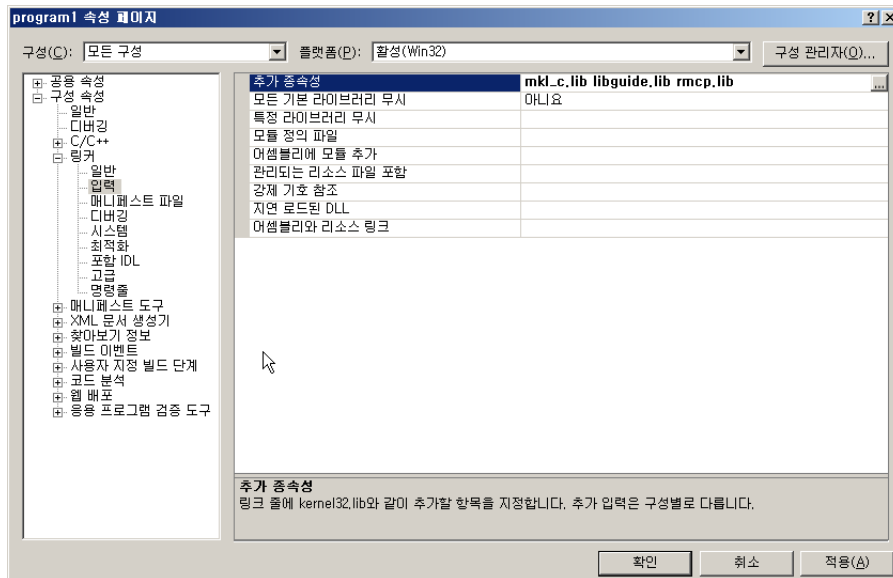 program1 속성 페이지
구성(C): 모든 구성 플랫폼(P): 활성(Win32) 구성 관리자(O)...
공용 속성
구성 속성
일반
디버깅
C/C++
링커
일반
입력
매니페스트 파일
디버깅
시스템
최적화
포함 IDL
고급
명령줄
매니페스트 도구
XML 문서 생성기
찾아보기 정보
빌드 이벤트
사용자 지정 빌드 단계
코드 분석
웹 배포
응용 프로그램 검증 도구
추가 종속성 mkl_c.lib libguide.lib rmcp.lib ...
모든 기본 라이브러리 무시 아니요
특정 라이브러리 무시
모듈 정의 파일
어셈블리에 모듈 추가
관리되는 리소스 파일 포함
강제 기호 참조
지연 로드된 DLL
어셈블리와 리소스 링크
추가 종속성
링크 줄에 kernel32.lib와 같이 추가할 항목을 지정합니다. 추가 입력은 구성별로 다릅니다.
확인 취소 적용(A)